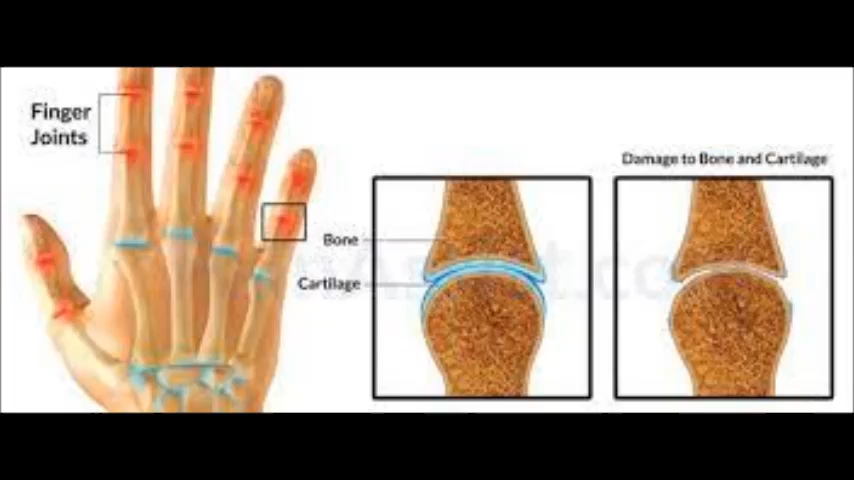 Finger
Joints
Damage to Bone and Cartilage
Bone
Cartilage